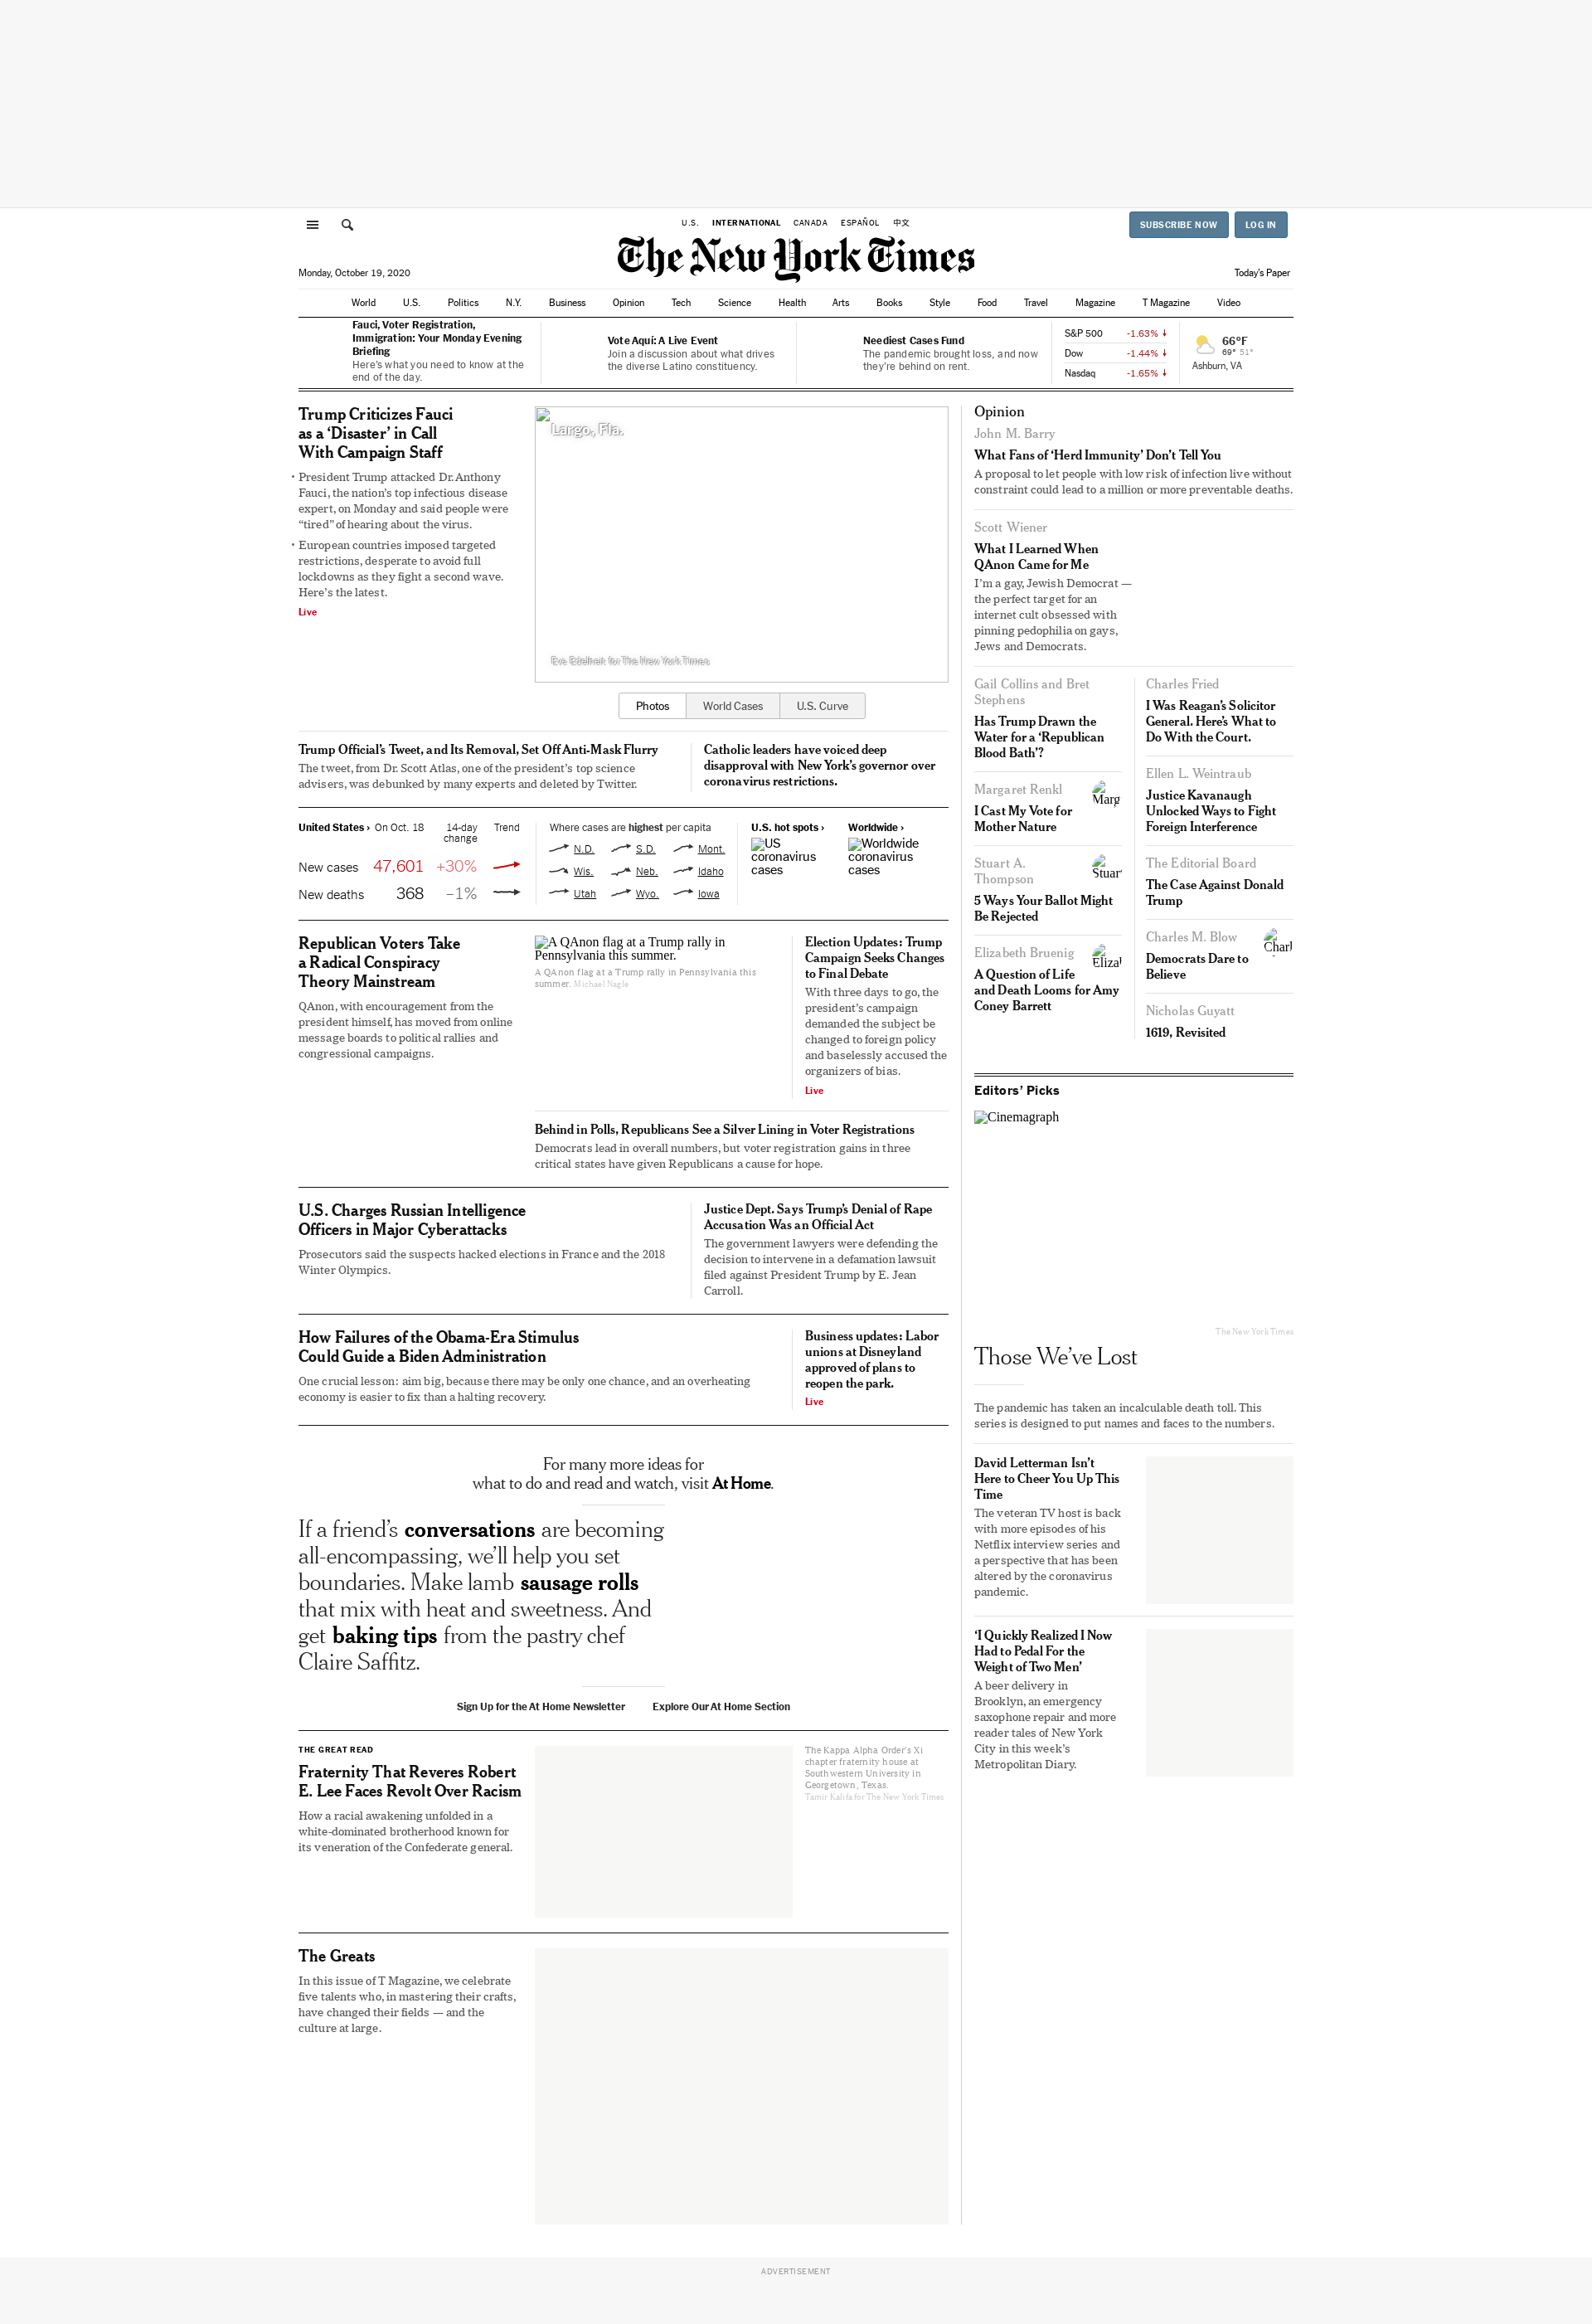 U.S. INTERNATIONAL CANADA ESPAÑOL 中文
SUBSCRIBE NOW LOG IN
The New York Times
Monday, October 19, 2020
Today's Paper
World U.S. Politics N.Y. Business Opinion Tech Science Health Arts Books Style Food Travel Magazine T Magazine Video
Fauci, Voter Registration,
Immigration: Your Monday Evening
Briefing
Here's what you need to know at the
end of the day.
Vote Aquí: A Live Event
Join a discussion about what drives
the diverse Latino constituency.
Neediest Cases Fund
The pandemic brought loss, and now
they're behind on rent.
S&P 500 -1.63% ↓
Dow -1.44% ↓
Nasdaq -1.65% ↓
66°F
69° 51°
Ashburn, VA
Trump Criticizes Fauci
as a ‘Disaster’ in Call
With Campaign Staff
• President Trump attacked Dr. Anthony
Fauci, the nation's top infectious disease
expert, on Monday and said people were
“tired” of hearing about the virus.
• European countries imposed targeted
restrictions, desperate to avoid full
lockdowns as they fight a second wave.
Here's the latest.
Live
Largo, Fla.
Eve Edelheit for The New York Times
Photos World Cases U.S. Curve
Trump Official’s Tweet, and Its Removal, Set Off Anti-Mask Flurry
The tweet, from Dr. Scott Atlas, one of the president’s top science
advisers, was debunked by many experts and deleted by Twitter.
Catholic leaders have voiced deep
disapproval with New York’s governor over
coronavirus restrictions.
United States › On Oct. 18 14-day
change Trend
New cases 47,601 +30%
New deaths 368 –1%
Where cases are highest per capita
N.D. S.D. Mont.
Wis. Neb. Idaho
Utah Wyo. Iowa
U.S. hot spots ›
US
coronavirus
cases
Worldwide ›
Worldwide
coronavirus
cases
Republican Voters Take
a Radical Conspiracy
Theory Mainstream
QAnon, with encouragement from the
president himself, has moved from online
message boards to political rallies and
congressional campaigns.
A QAnon flag at a Trump rally in
Pennsylvania this summer.
A QAnon flag at a Trump rally in Pennsylvania this
summer. Michael Nagle
Election Updates: Trump
Campaign Seeks Changes
to Final Debate
With three days to go, the
president’s campaign
demanded the subject be
changed to foreign policy
and baselessly accused the
organizers of bias.
Live
Behind in Polls, Republicans See a Silver Lining in Voter Registrations
Democrats lead in overall numbers, but voter registration gains in three
critical states have given Republicans a cause for hope.
U.S. Charges Russian Intelligence
Officers in Major Cyberattacks
Prosecutors said the suspects hacked elections in France and the 2018
Winter Olympics.
Justice Dept. Says Trump’s Denial of Rape
Accusation Was an Official Act
The government lawyers were defending the
decision to intervene in a defamation lawsuit
filed against President Trump by E. Jean
Carroll.
How Failures of the Obama-Era Stimulus
Could Guide a Biden Administration
One crucial lesson: aim big, because there may be only one chance, and an overheating
economy is easier to fix than a halting recovery.
Business updates: Labor
unions at Disneyland
approved of plans to
reopen the park.
Live
For many more ideas for
what to do and read and watch, visit At Home.
If a friend’s conversations are becoming
all-encompassing, we’ll help you set
boundaries. Make lamb sausage rolls
that mix with heat and sweetness. And
get baking tips from the pastry chef
Claire Saffitz.
Sign Up for the At Home Newsletter Explore Our At Home Section
THE GREAT READ
Fraternity That Reveres Robert
E. Lee Faces Revolt Over Racism
How a racial awakening unfolded in a
white-dominated brotherhood known for
its veneration of the Confederate general.
The Kappa Alpha Order’s Xi
chapter fraternity house at
Southwestern University in
Georgetown, Texas.
Tamir Kalifa for The New York Times
The Greats
In this issue of T Magazine, we celebrate
five talents who, in mastering their crafts,
have changed their fields — and the
culture at large.
Opinion
John M. Barry
What Fans of ‘Herd Immunity’ Don’t Tell You
A proposal to let people with low risk of infection live without
constraint could lead to a million or more preventable deaths.
Scott Wiener
What I Learned When
QAnon Came for Me
I’m a gay, Jewish Democrat —
the perfect target for an
internet cult obsessed with
pinning pedophilia on gays,
Jews and Democrats.
Gail Collins and Bret
Stephens
Has Trump Drawn the
Water for a ‘Republican
Blood Bath’?
Margaret Renkl
Marg
I Cast My Vote for
Mother Nature
Stuart A.
Thompson
Stuart
5 Ways Your Ballot Might
Be Rejected
Elizabeth Bruenig
Elizab
A Question of Life
and Death Looms for Amy
Coney Barrett
Charles Fried
I Was Reagan’s Solicitor
General. Here’s What to
Do With the Court.
Ellen L. Weintraub
Justice Kavanaugh
Unlocked Ways to Fight
Foreign Interference
The Editorial Board
The Case Against Donald
Trump
Charles M. Blow
Charl
Democrats Dare to
Believe
Nicholas Guyatt
1619, Revisited
Editors’ Picks
Cinemagraph
The New York Times
Those We’ve Lost
The pandemic has taken an incalculable death toll. This
series is designed to put names and faces to the numbers.
David Letterman Isn’t
Here to Cheer You Up This
Time
The veteran TV host is back
with more episodes of his
Netflix interview series and
a perspective that has been
altered by the coronavirus
pandemic.
‘I Quickly Realized I Now
Had to Pedal For the
Weight of Two Men’
A beer delivery in
Brooklyn, an emergency
saxophone repair and more
reader tales of New York
City in this week’s
Metropolitan Diary.
ADVERTISEMENT